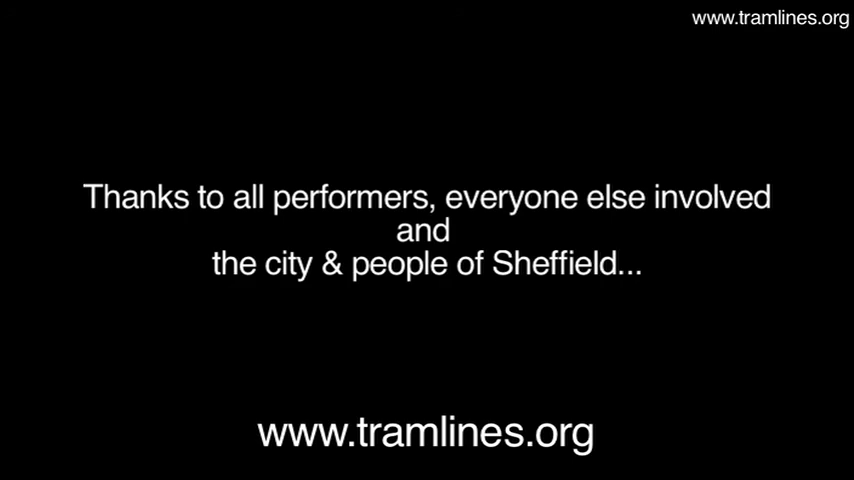 www.tramlines.org
Thanks to all performers, everyone else involved
and
the city & people of Sheffield...
www.tramlines.org